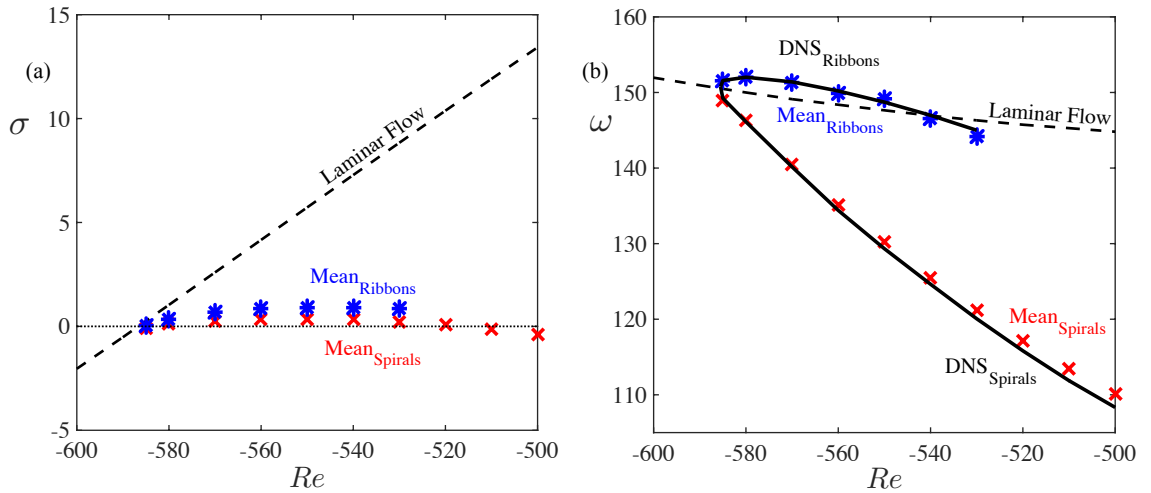 (a)
σ
15
10
5
0
-5
-600
-580
-560
-540
-520
-500
Re
Laminar Flow
Mean_Ribbons
Mean_Spirals
(b)
ω
160
150
140
130
120
110
-600
-580
-560
-540
-520
-500
Re
DNS_Ribbons
Mean_Ribbons
Laminar Flow
Mean_Spirals
DNS_Spirals